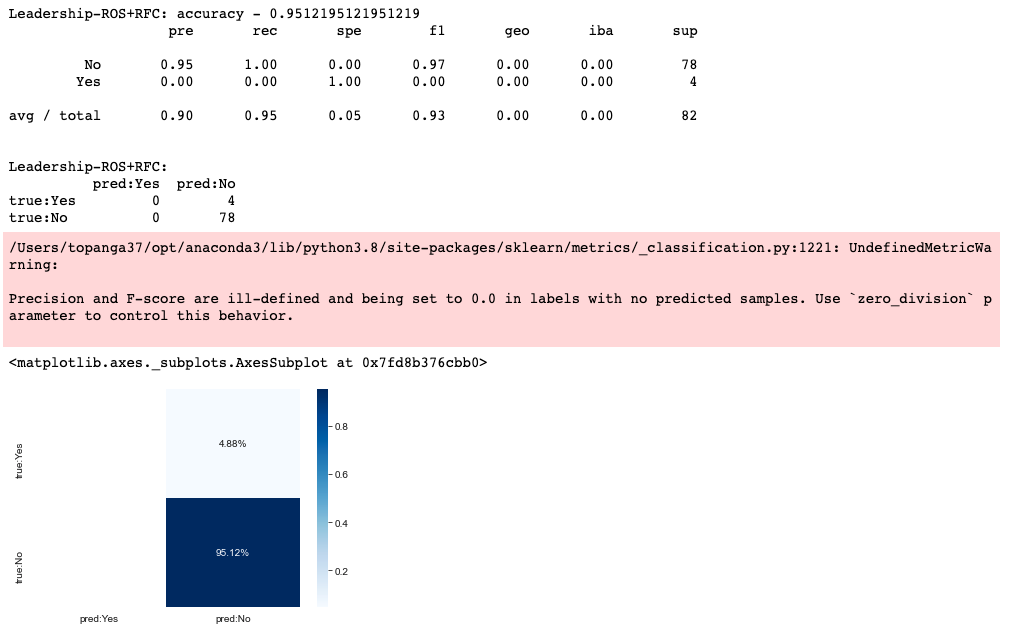 Leadership-ROS+RFC: accuracy - 0.9512195121951219
pre rec spe f1 geo iba sup
No 0.95 1.00 0.00 0.97 0.00 0.00 78
Yes 0.00 0.00 1.00 0.00 0.00 0.00 4
avg / total 0.90 0.95 0.05 0.93 0.00 0.00 82
Leadership-ROS+RFC:
pred:Yes pred:No
true:Yes 0 4
true:No 0 78
/Users/topanga37/opt/anaconda3/lib/python3.8/site-packages/sklearn/metrics/_classification.py:1221: UndefinedMetricWa
rning:
Precision and F-score are ill-defined and being set to 0.0 in labels with no predicted samples. Use `zero_division` p
arameter to control this behavior.
<matplotlib.axes._subplots.AxesSubplot at 0x7fd8b376cbb0>
true:Yes
4.88%
true:No
95.12%
pred:Yes pred:No
0.8
0.6
0.4
0.2